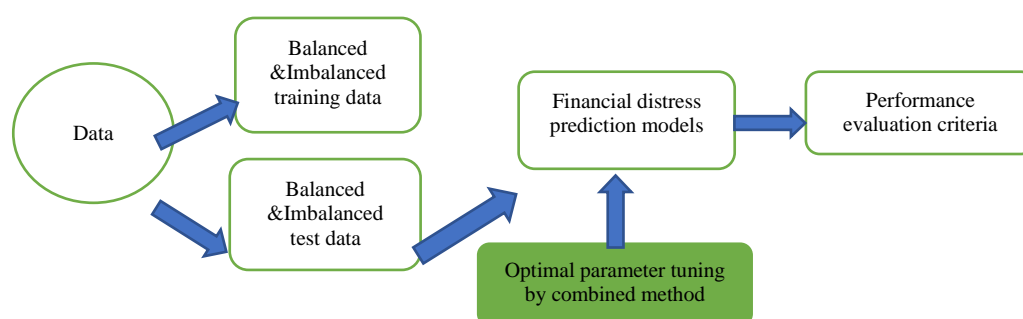 Data
Balanced
&Imbalanced
training data
Balanced
&Imbalanced
test data
Financial distress
prediction models
Optimal parameter tuning
by combined method
Performance
evaluation criteria